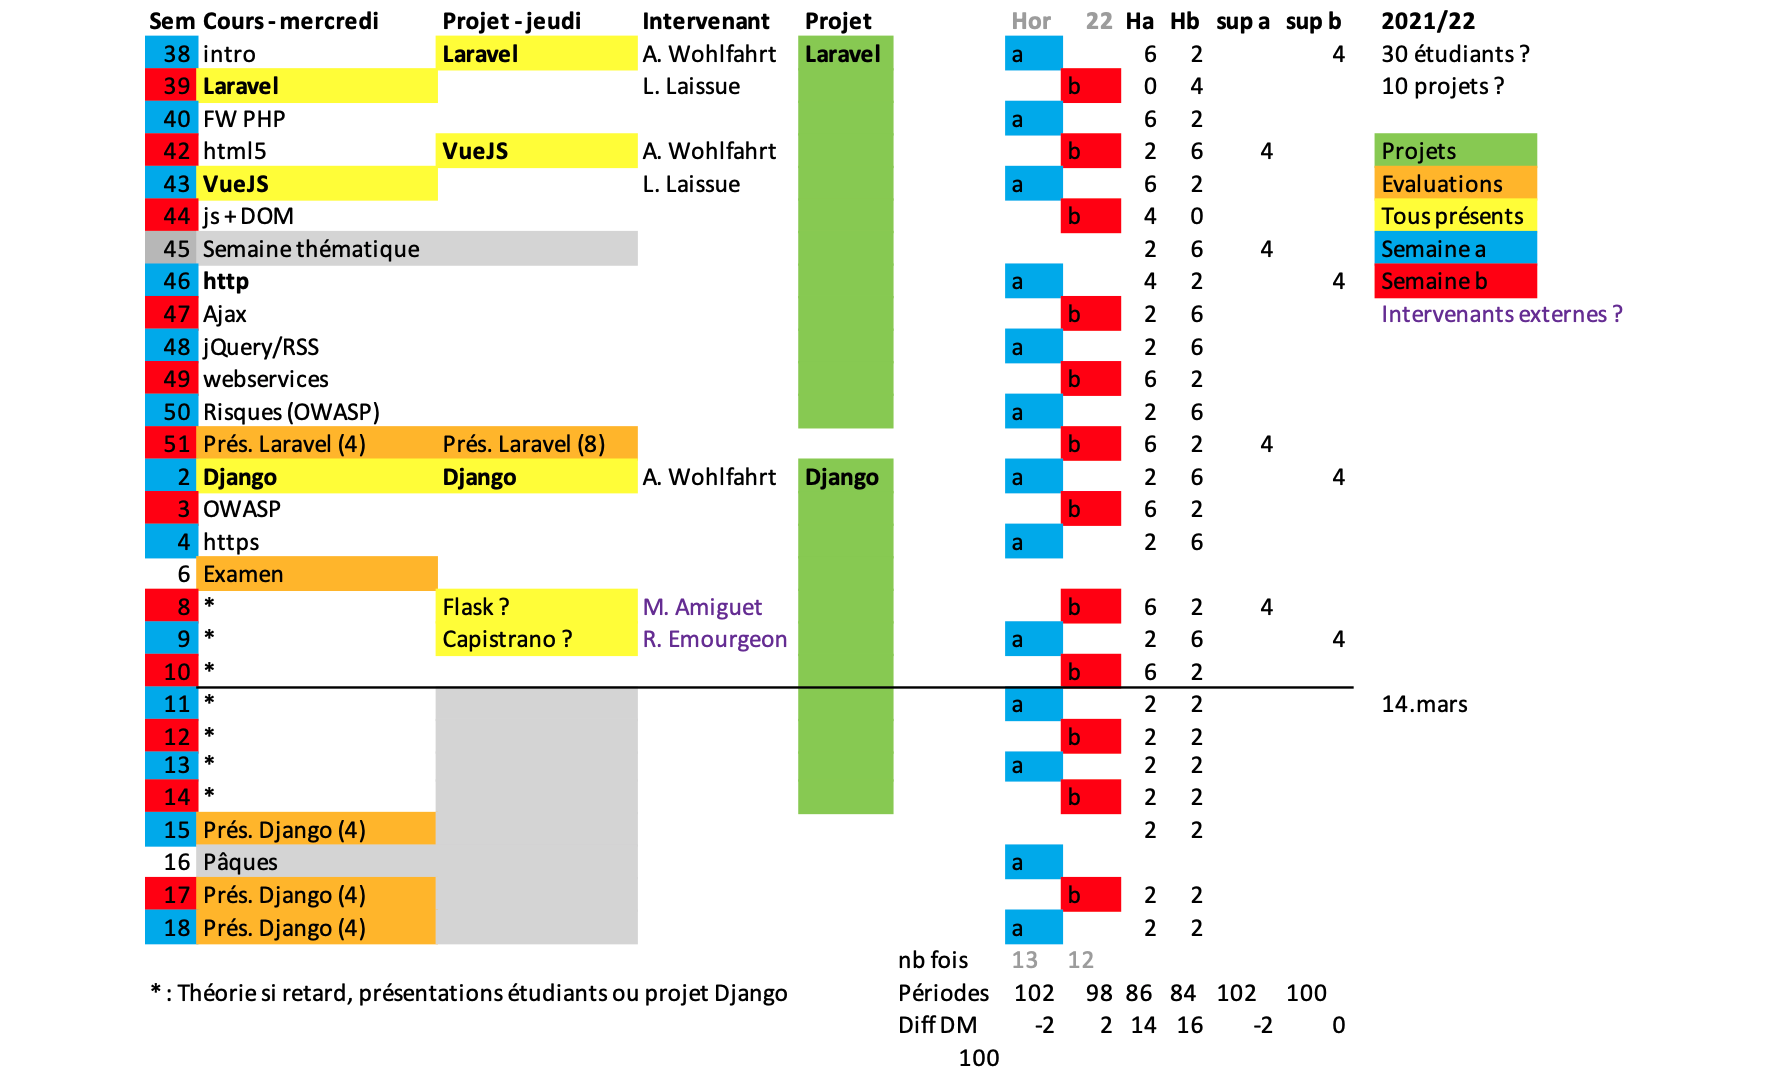 Sem Cours - mercredi Projet - jeudi Intervenant Projet Hor 22 Ha Hb sup a sup b 2021/22
38 intro Laravel A. Wohlfahrt Laravel a 6 2 4 30 étudiants ?
39 Laravel L. Laissue b 0 4 10 projets ?
40 FW PHP a 6 2
42 html5 VueJS A. Wohlfahrt b 2 6 4 Projets
43 VueJS L. Laissue a 6 2 Evaluations
44 js + DOM b 4 0 Tous présents
45 Semaine thématique 2 6 4 Semaine a
46 http a 4 2 4 Semaine b
47 Ajax b 2 6 Intervenants externes ?
48 jQuery/RSS a 2 6
49 webservices b 6 2
50 Risques (OWASP) a 2 6
51 Prés. Laravel (4) Prés. Laravel (8) b 6 2 4
2 Django Django A. Wohlfahrt Django a 2 6 4
3 OWASP b 6 2
4 https a 2 6
6 Examen
8 * Flask ? M. Amiguet b 6 2 4
9 * Capistrano ? R. Emourgeon a 2 6 4
10 * b 6 2
11 * a 2 2 14.mars
12 * b 2 2
13 * a 2 2
14 * b 2 2
15 Prés. Django (4) 2 2
16 Pâques a
17 Prés. Django (4) b 2 2
18 Prés. Django (4) a 2 2
nb fois 13 12
* : Théorie si retard, présentations étudiants ou projet Django Périodes 102 98 86 84 102 100
Diff DM -2 2 14 16 -2 0
100